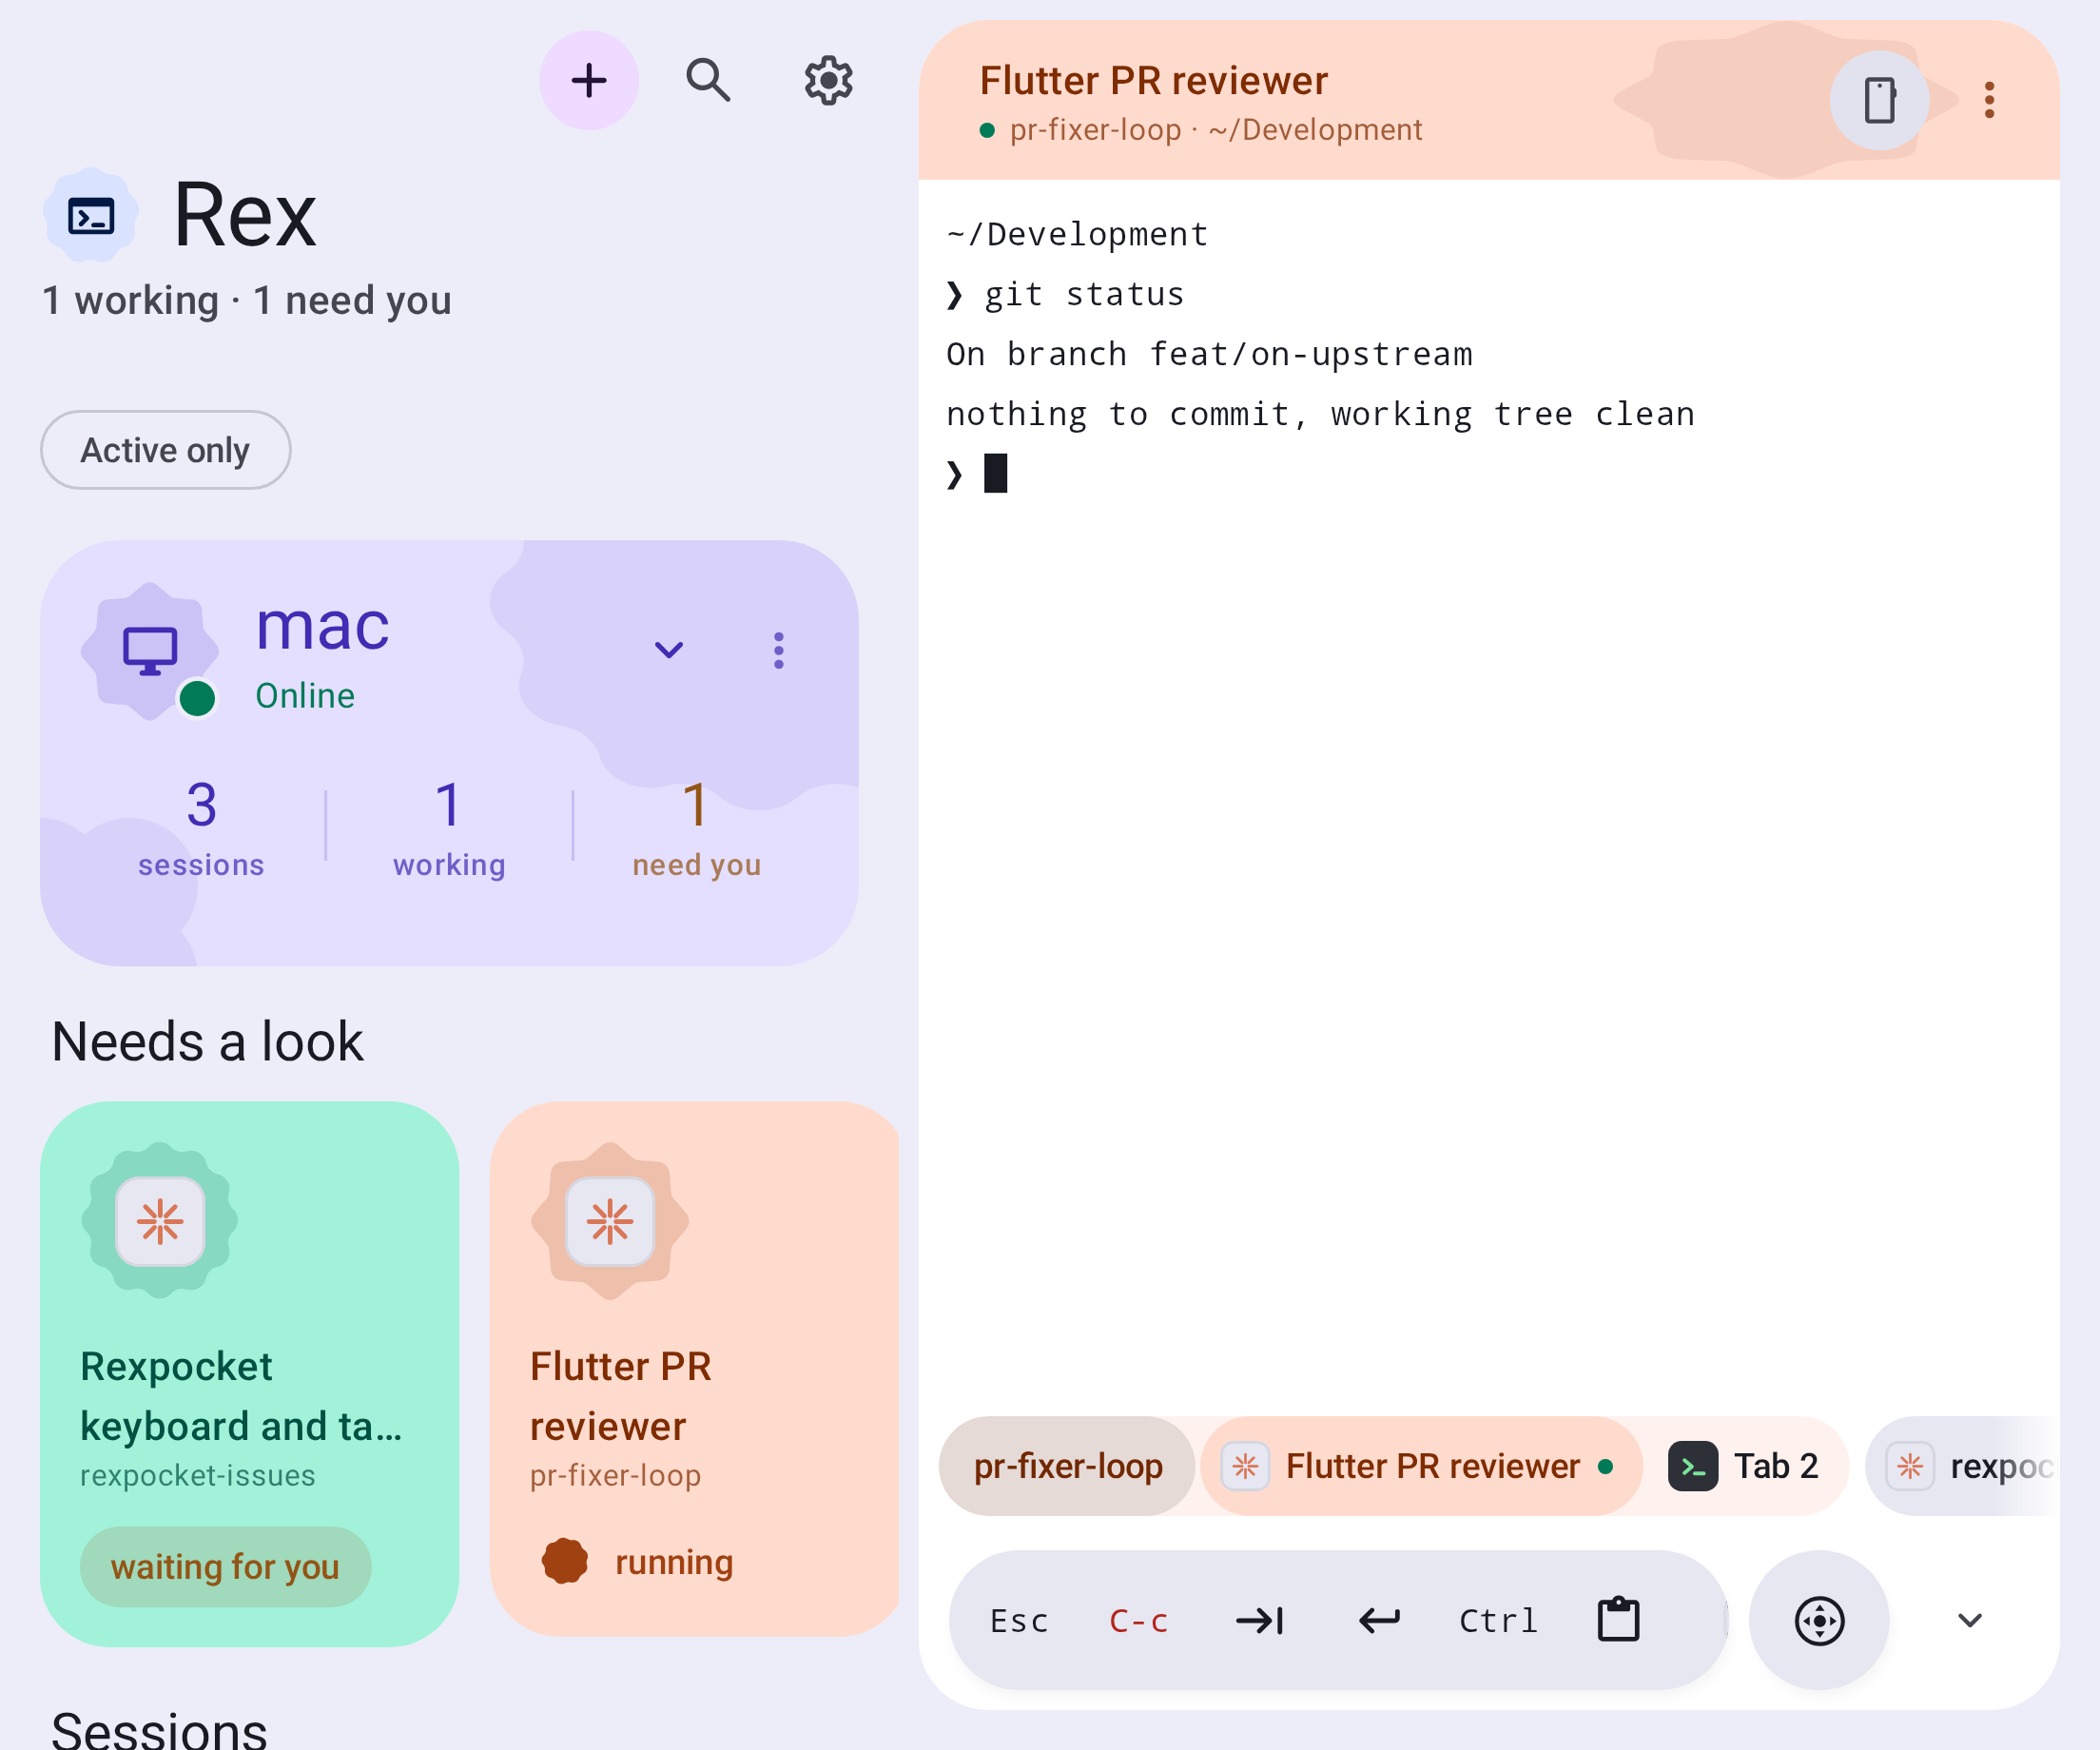 Rex
1 working · 1 need you
Active only
mac
Online
3
sessions
1
working
1
need you
Needs a look
Rexpocket
keyboard and ta...
rexpocket-issues
waiting for you
Flutter PR
reviewer
pr-fixer-loop
running
Sessions
Flutter PR reviewer
pr-fixer-loop · ~/Development
~/Development
❯ git status
On branch feat/on-upstream
nothing to commit, working tree clean
❯
pr-fixer-loop
Flutter PR reviewer
Tab 2
rexpoc
Esc C-c Ctrl